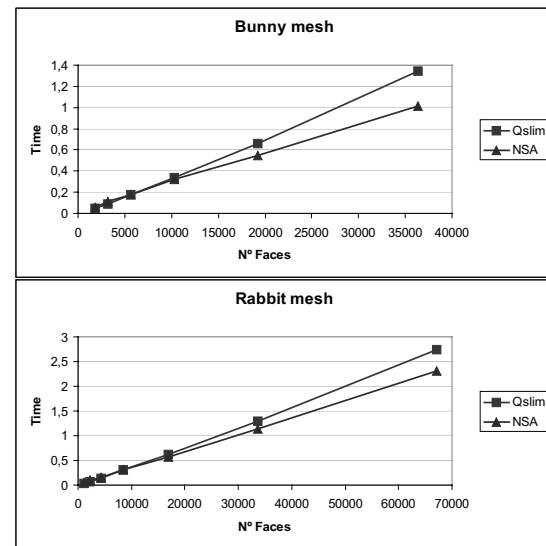 Bunny mesh
1,4
1,2
1
0,8
0,6
0,4
0,2
0
Time
0 5000 10000 15000 20000 25000 30000 35000 40000
Nº Faces
Qslim
NSA
Rabbit mesh
3
2,5
2
1,5
1
0,5
0
Time
0 10000 20000 30000 40000 50000 60000 70000
Nº Faces
Qslim
NSA